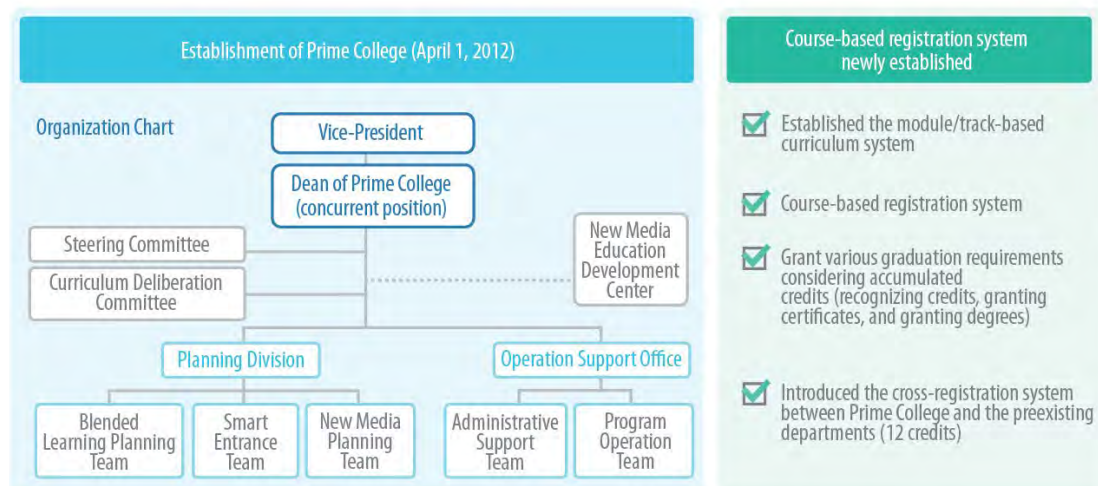 Establishment of Prime College (April 1, 2012)
Organization Chart
Vice-President
Dean of Prime College
(concurrent position)
Steering Committee
Curriculum Deliberation
Committee
New Media
Education
Development
Center
Planning Division
Operation Support Office
Blended
Learning Planning
Team
Smart
Entrance
Team
New Media
Planning
Team
Administrative
Support
Team
Program
Operation
Team
Course-based registration system
newly established
Established the module/track-based
curriculum system
Course-based registration system
Grant various graduation requirements
considering accumulated
credits (recognizing credits, granting
certificates, and granting degrees)
Introduced the cross-registration system
between Prime College and the preexisting
departments (12 credits)